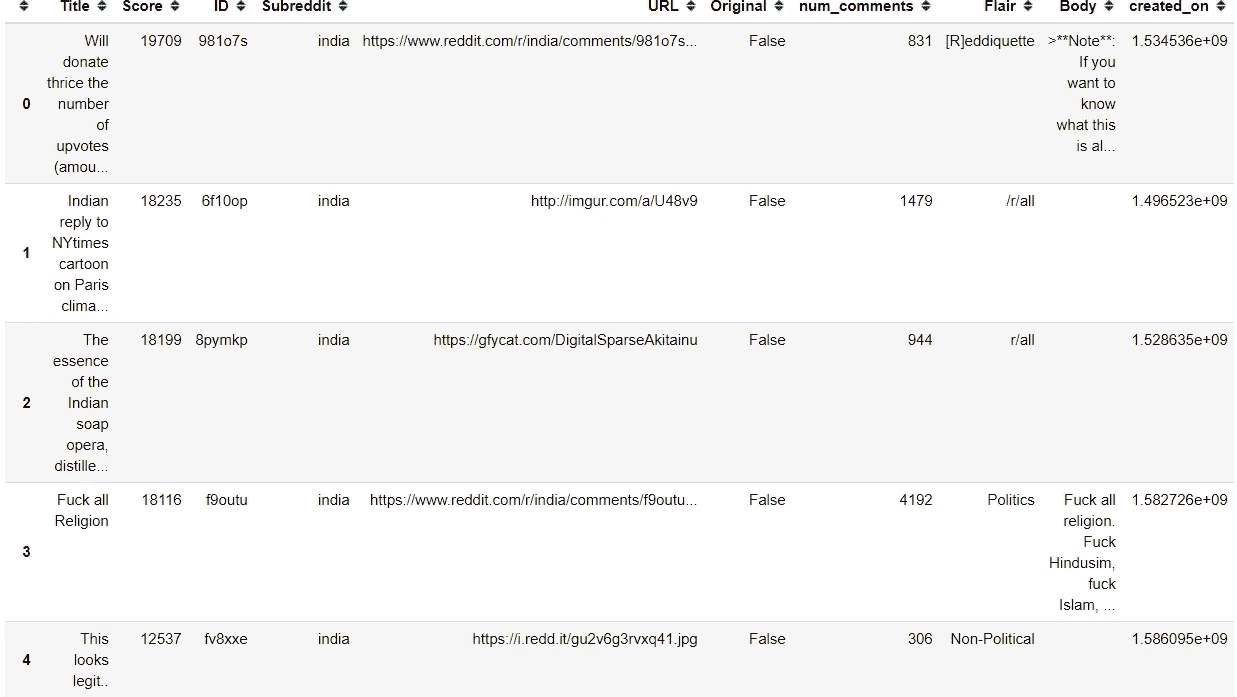 Title Score ID Subreddit URL Original num_comments Flair Body created_on
Will 19709 981o7s india https://www.reddit.com/r/india/comments/981o7s... False 831 [R]eddiquette >**Note**: 1.534536e+09
donate If you
thrice the want to
0 number know
of what this
upvotes is al...
(amou...
Indian 18235 6f10op india http://imgur.com/a/U48v9 False 1479 /r/all 1.496523e+09
reply to
1 NYtimes
cartoon
on Paris
clima...
The 18199 8pymkp india https://gfycat.com/DigitalSparseAkitainu False 944 r/all 1.528635e+09
essence
of the
2 Indian
soap
opera,
distille...
Fuck all 18116 f9outu india https://www.reddit.com/r/india/comments/f9outu... False 4192 Politics Fuck all 1.582726e+09
Religion religion.
3 Fuck
Hindusim,
fuck
Islam, ...
This 12537 fv8xxe india https://i.redd.it/gu2v6g3rvxq41.jpg False 306 Non-Political 1.586095e+09
4 looks
legit..